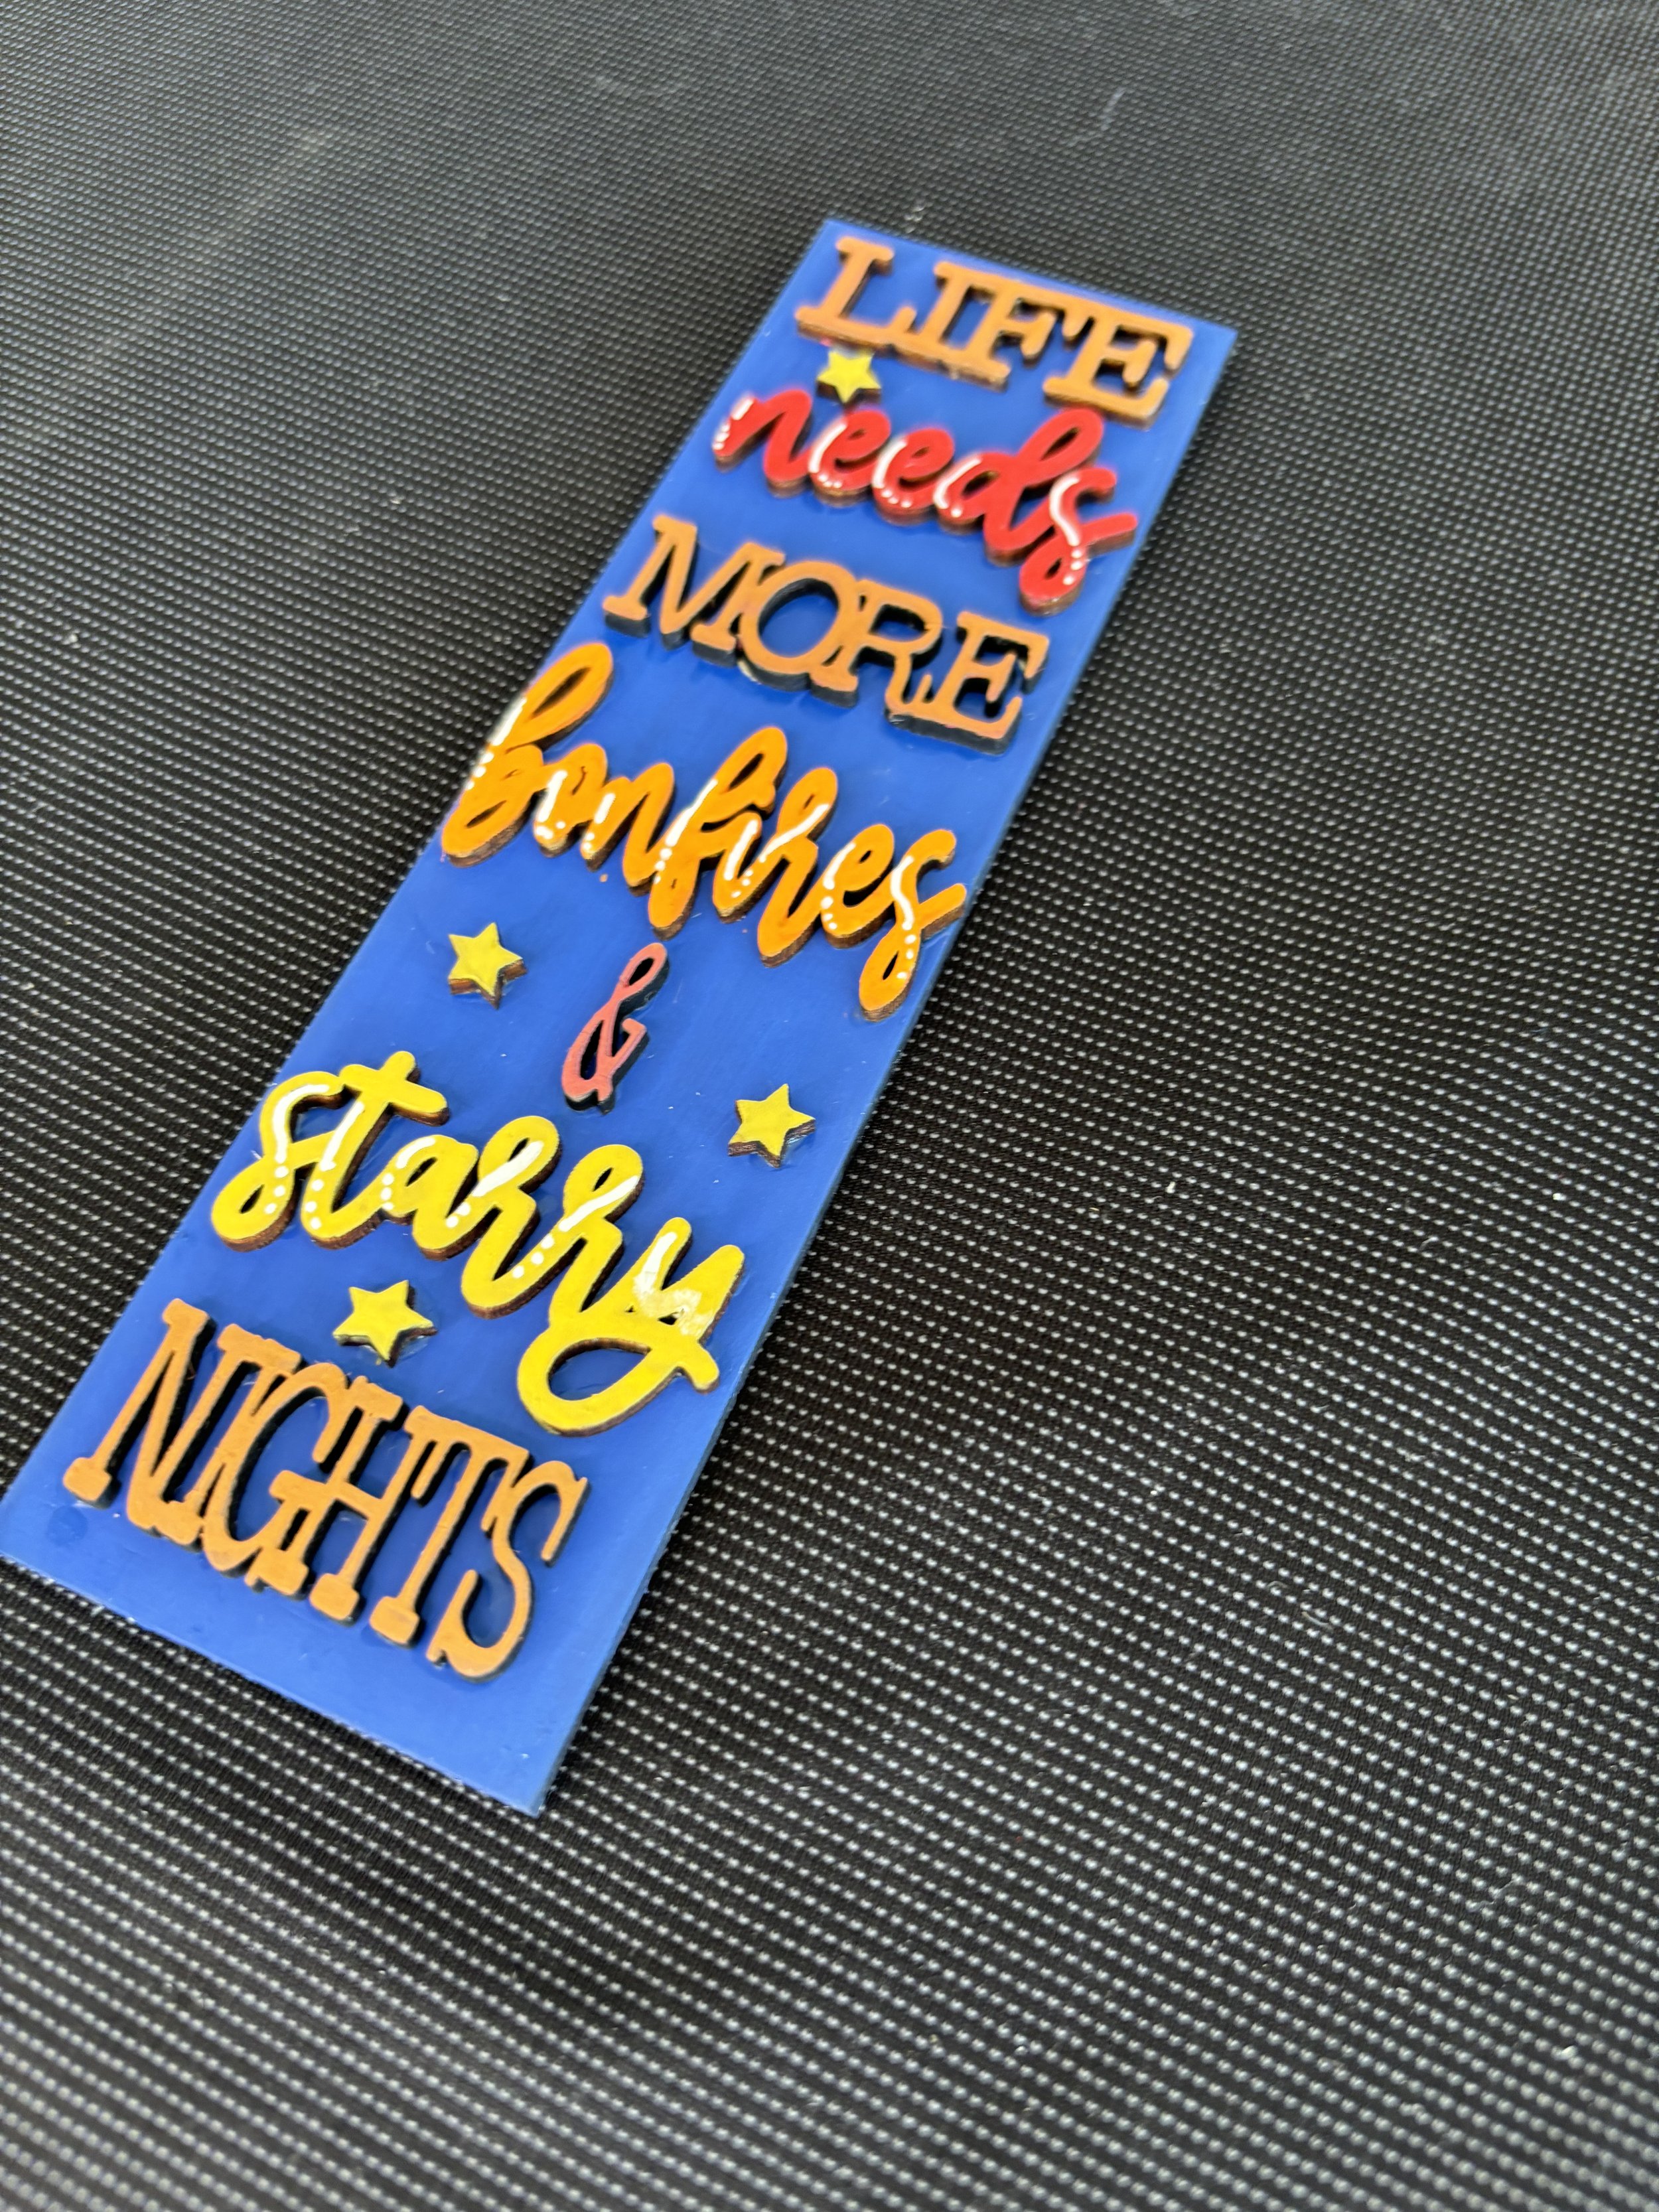 LIFE
needs
MORE
bonfires
&
starry
NIGHTS